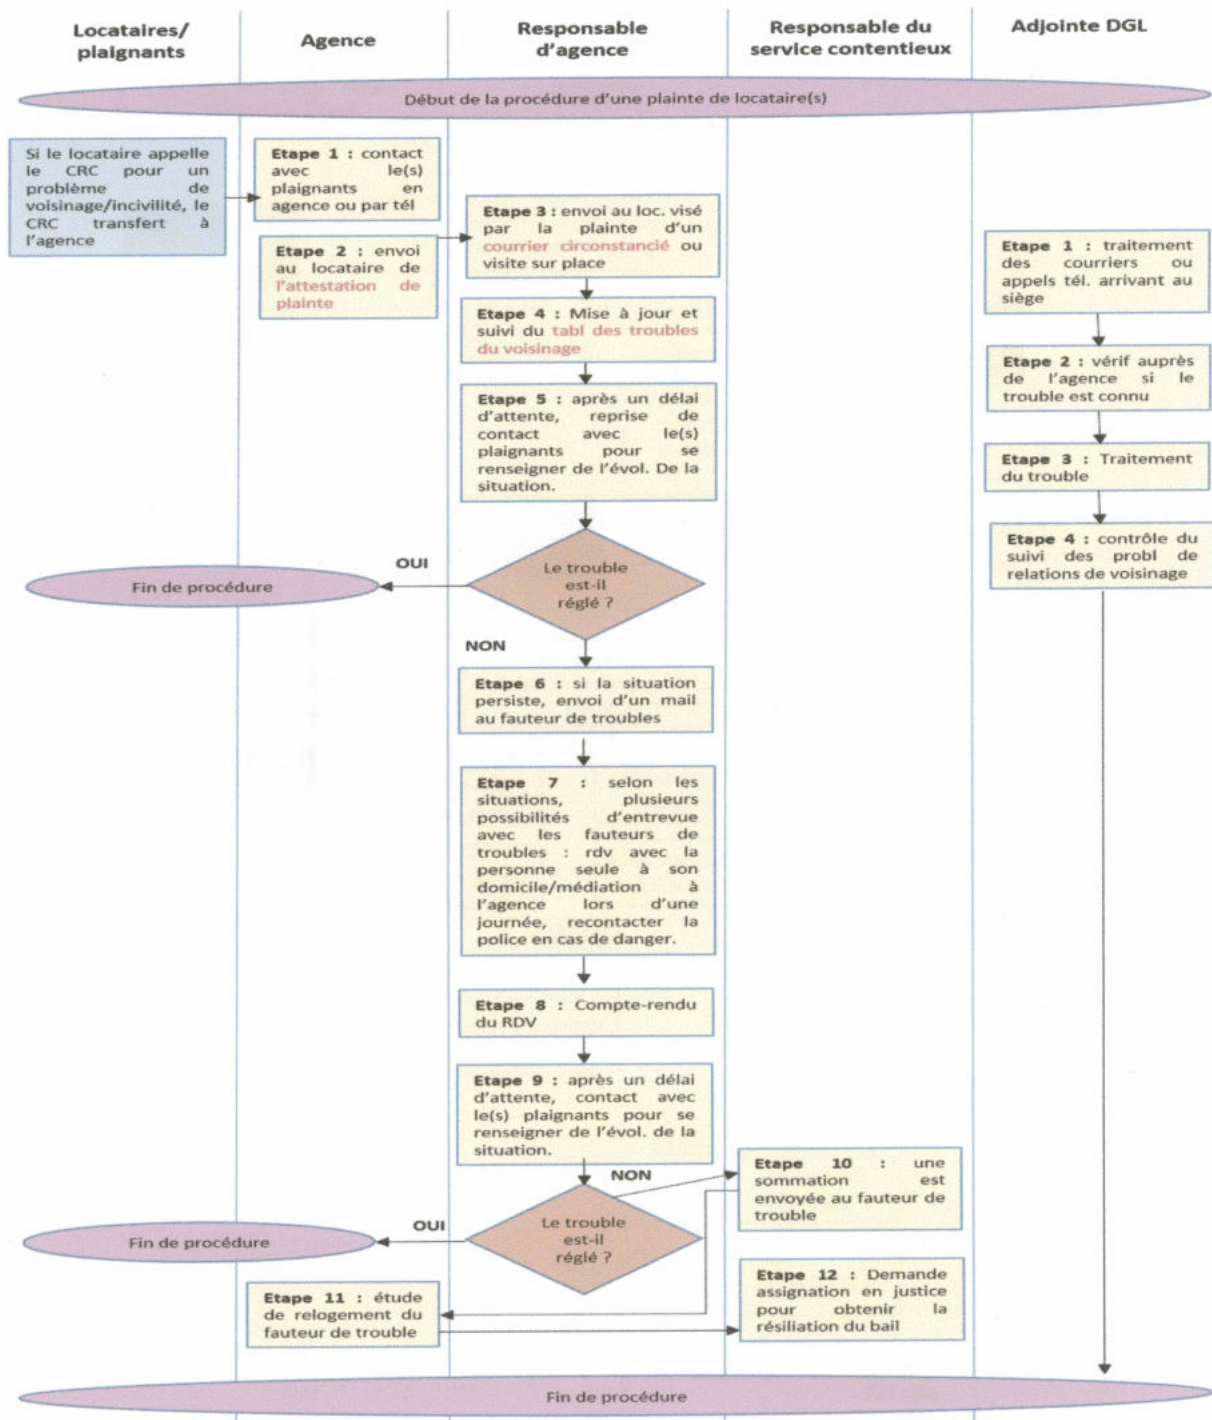 Locataires/
plaignants
Agence
Responsable
d'agence
Responsable du
service contentieux
Adjointe DGL
Début de la procédure d'une plainte de locataire(s)
Si le locataire appelle
le CRC pour un
problème de
voisinage/incivilité, le
CRC transfert à
l'agence
Etape 1 : contact
avec le(s)
plaignants en
agence ou par tél
Etape 2 : envoi
au locataire de
l'attestation de
plainte
Etape 3 : envoi au loc. visé
par la plainte d'un
courrier circonstancié ou
visite sur place
Etape 4 : Mise à jour et
suivi du tabl des troubles
du voisinage
Etape 5 : après un délai
d'attente, reprise de
contact avec le(s)
plaignants pour se
renseigner de l'évol. De la
situation.
Etape 1 : traitement
des courriers ou
appels tél. arrivant au
siège
Etape 2 : vérif auprès
de l'agence si le
trouble est connu
Etape 3 : Traitement
du trouble
Etape 4 : contrôle du
suivi des probl de
relations de voisinage
Le trouble
est-il
réglé ?
OUI
Fin de procédure
NON
Etape 6 : si la situation
persiste, envoi d'un mail
au fauteur de troubles
Etape 7 : selon les
situations, plusieurs
possibilités d'entrevue
avec les fauteurs de
troubles : rdv avec la
personne seule à son
domicile/médiation à
l'agence lors d'une
journée, recontacter la
police en cas de danger.
Etape 8 : Compte-rendu
du RDV
Etape 9 : après un délai
d'attente, contact avec
le(s) plaignants pour se
renseigner de l'évol. de la
situation.
NON
Le trouble
est-il
réglé ?
OUI
Fin de procédure
Etape 10 : une
sommation est
envoyée au fauteur de
trouble
Etape 11 : étude
de relogement du
fauteur de trouble
Etape 12 : Demande
assignation en justice
pour obtenir la
résiliation du bail
Fin de procédure